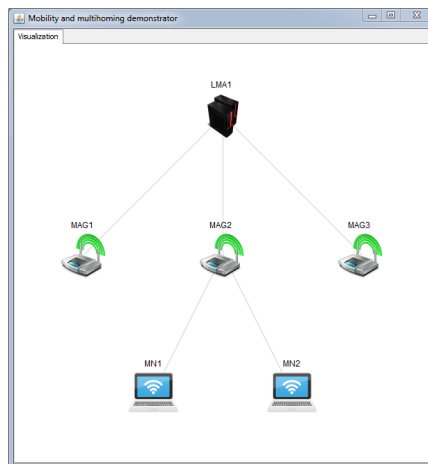 Mobility and multihoming demonstrator
Visualization
LMA1
MAG1 MAG2 MAG3
MN1 MN2